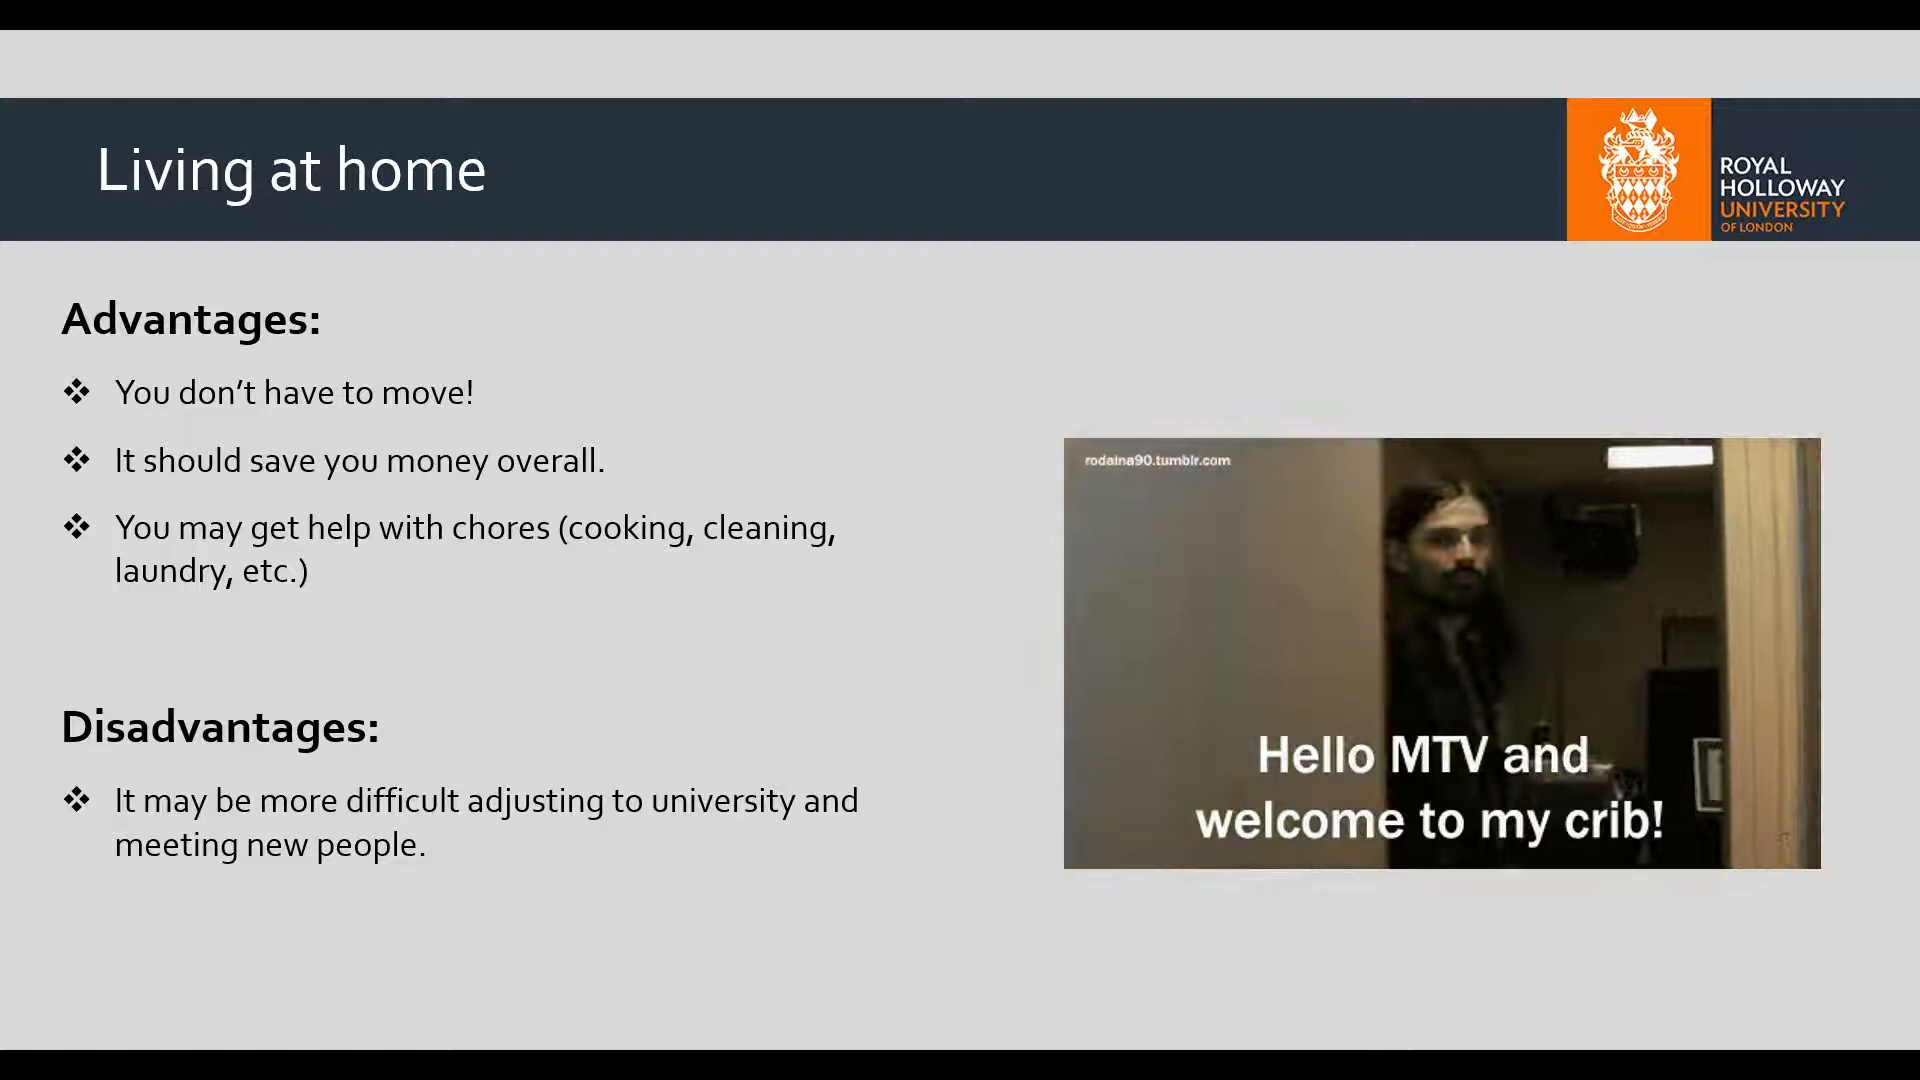 Living at home
ROYAL
HOLLOWAY
UNIVERSITY
OF LONDON
Advantages:
❖ You don’t have to move!
❖ It should save you money overall.
❖ You may get help with chores (cooking, cleaning,
laundry, etc.)
Disadvantages:
❖ It may be more difficult adjusting to university and
meeting new people.
rodaina90.tumblr.com
Hello MTV and
welcome to my crib!